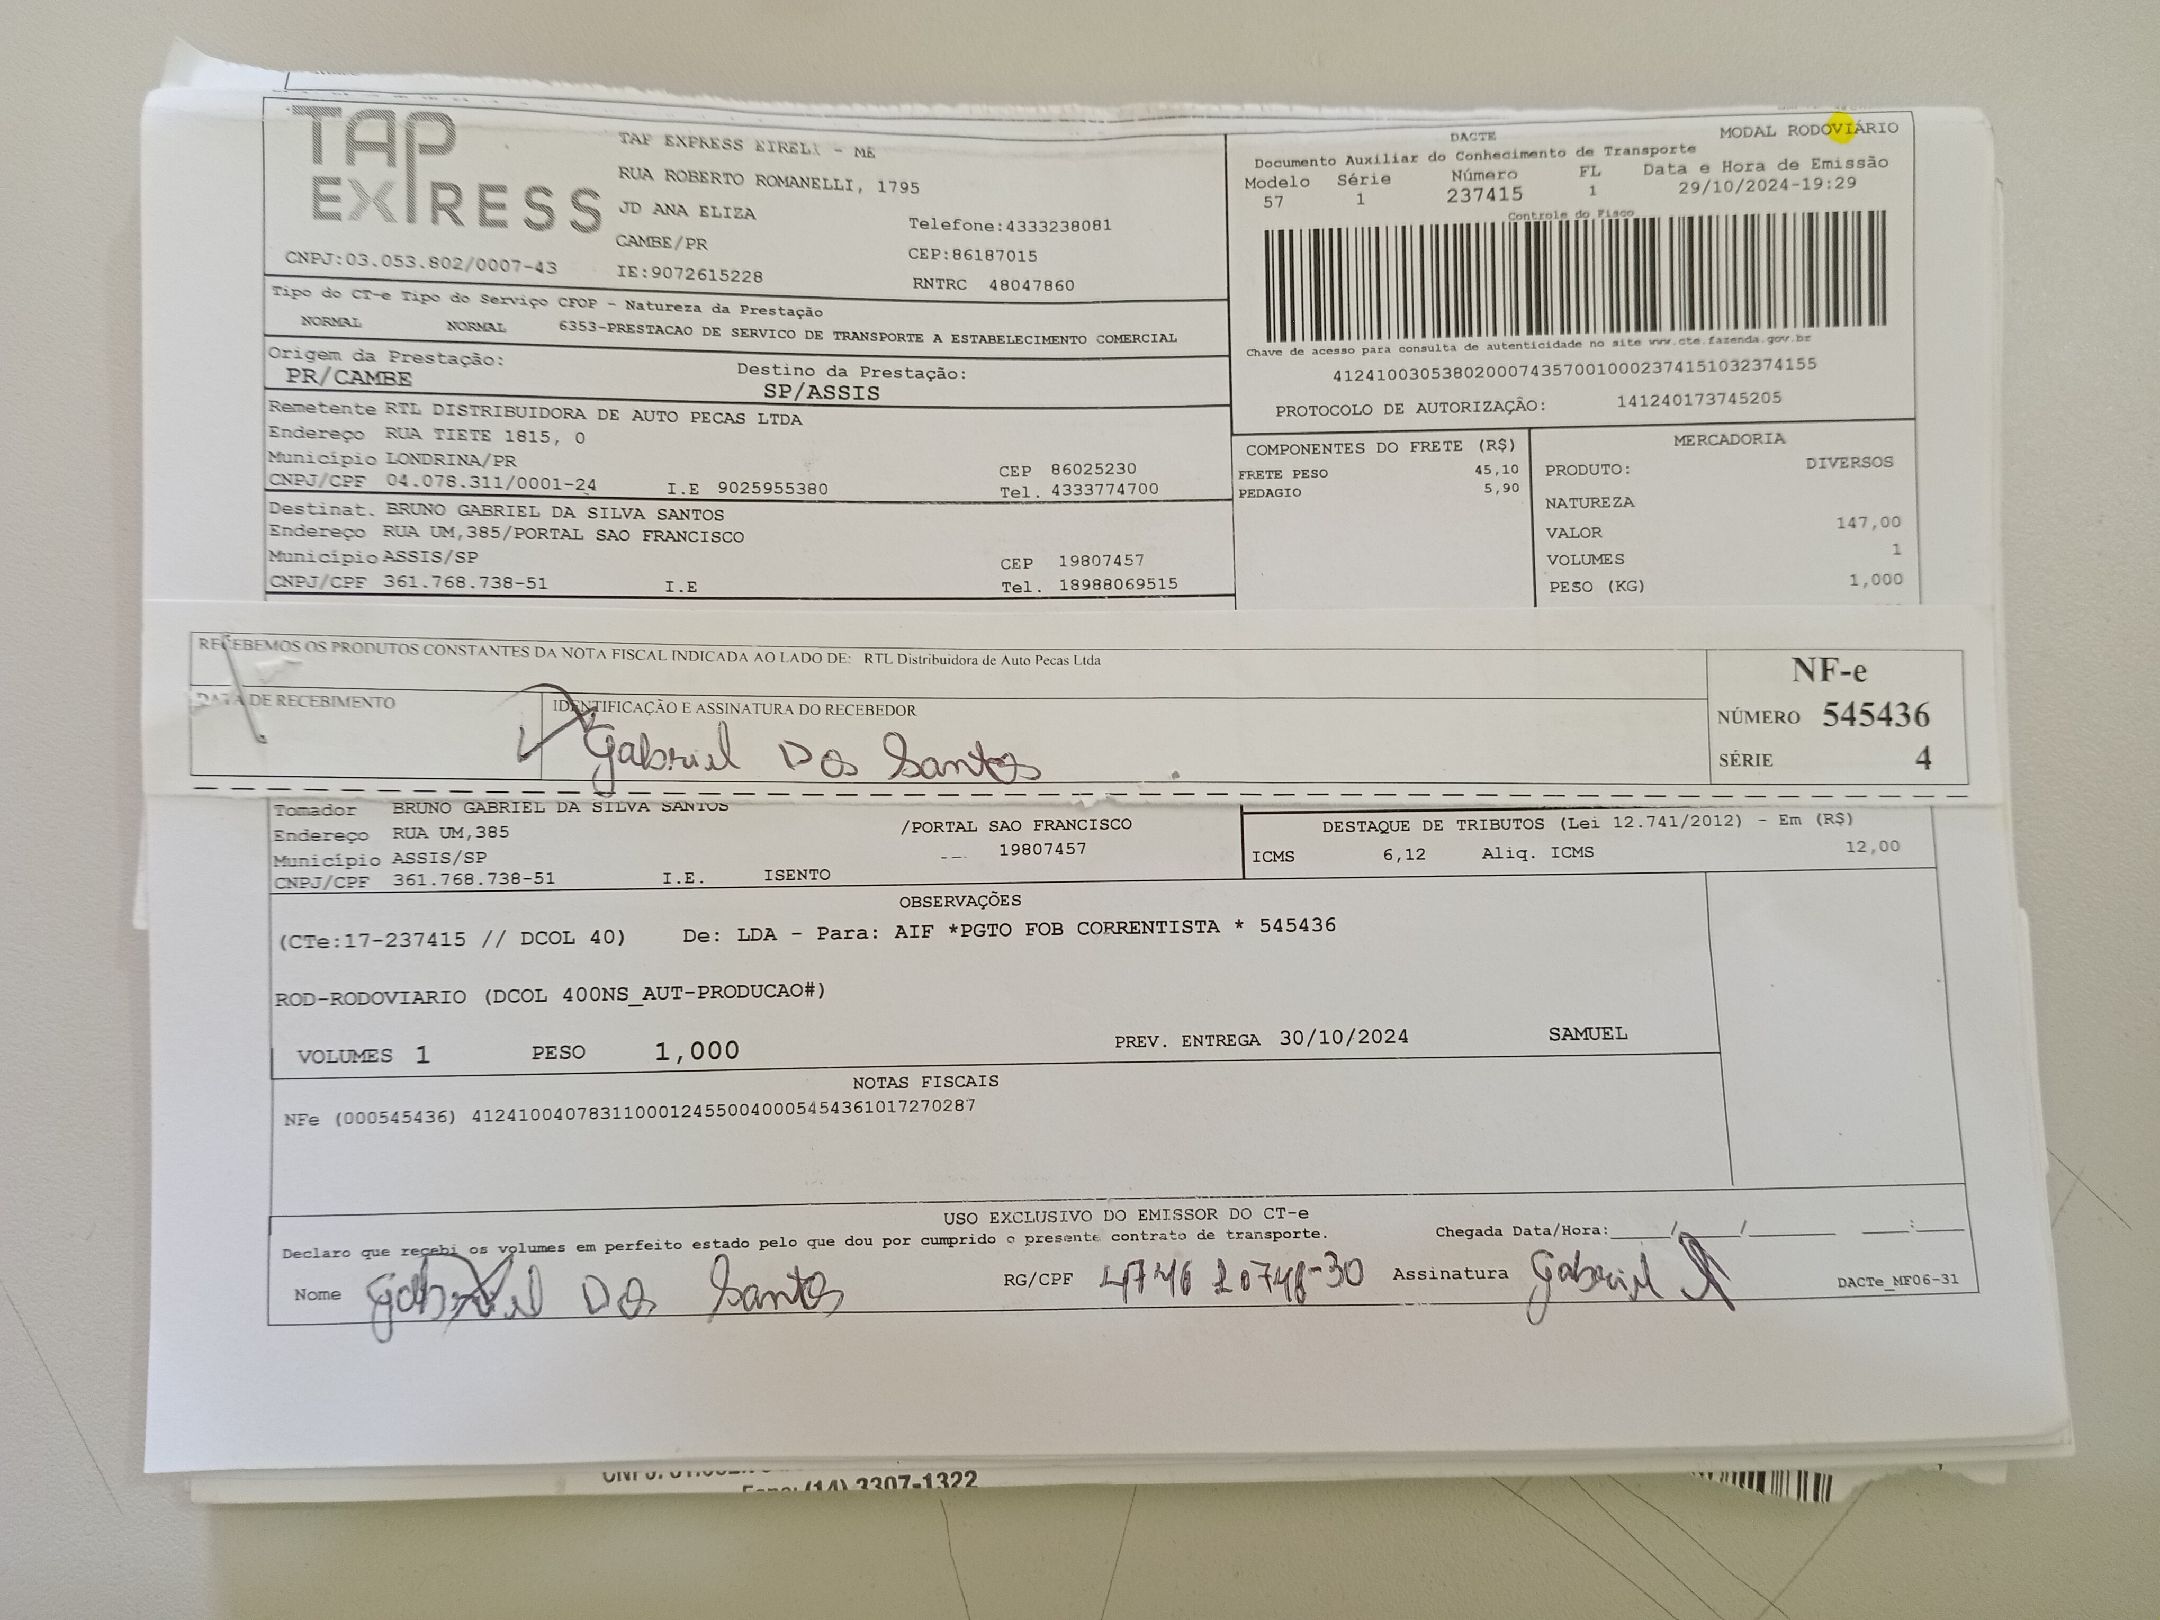 TAP
EXPRESS
CNPJ:03.053.802/0007-43
TAP EXPRESS EIRELI - ME
RUA ROBERTO ROMANELLI, 1795
JD ANA ELIZA
CAMBE/PR
IE:9072615228
Telefone:4333238081
CEP:86187015
RNTRC 48047860
DACTE
MODAL RODOVIÁRIO
Documento Auxiliar do Conhecimento de Transporte
Modelo Série Número FL Data e Hora de Emissão
57 1 237415 1 29/10/2024-19:29
Controle do Fisco
Chave de acesso para consulta de autenticidade no site www.cte.fazenda.gov.br
41241003053802000743570010002374151032374155
PROTOCOLO DE AUTORIZAÇÃO: 141240173745205
Tipo do CT-e Tipo do Serviço CFOP - Natureza da Prestação
NORMAL NORMAL 6353-PRESTACAO DE SERVICO DE TRANSPORTE A ESTABELECIMENTO COMERCIAL
Origem da Prestação: Destino da Prestação:
PR/CAMBE SP/ASSIS
Remetente RTL DISTRIBUIDORA DE AUTO PECAS LTDA
Endereço RUA TIETE 1815, 0
Município LONDRINA/PR CEP 86025230
CNPJ/CPF 04.078.311/0001-24 I.E 9025955380 Tel. 4333774700
Destinat. BRUNO GABRIEL DA SILVA SANTOS
Endereço RUA UM,385/PORTAL SAO FRANCISCO
Município ASSIS/SP CEP 19807457
CNPJ/CPF 361.768.738-51 I.E Tel. 18988069515
COMPONENTES DO FRETE (R$)
FRETE PESO 45,10
PEDAGIO 5,90
MERCADORIA
PRODUTO: DIVERSOS
NATUREZA
VALOR 147,00
VOLUMES 1
PESO (KG) 1,000
RECEBEMOS OS PRODUTOS CONSTANTES DA NOTA FISCAL INDICADA AO LADO DE: RTL Distribuidora de Auto Pecas Ltda
DATA DE RECEBIMENTO
IDENTIFICAÇÃO E ASSINATURA DO RECEBEDOR
Gabriel Dos Santos
NF-e
NÚMERO 545436
SÉRIE 4
Tomador BRUNO GABRIEL DA SILVA SANTOS
Endereço RUA UM,385 /PORTAL SAO FRANCISCO
Município ASSIS/SP 19807457
CNPJ/CPF 361.768.738-51 I.E. ISENTO
DESTAQUE DE TRIBUTOS (Lei 12.741/2012) - Em (R$)
ICMS 6,12 Aliq. ICMS 12,00
OBSERVAÇÕES
(CTe:17-237415 // DCOL 40) De: LDA - Para: AIF *PGTO FOB CORRENTISTA * 545436
ROD-RODOVIARIO (DCOL 400NS_AUT-PRODUCAO#)
VOLUMES 1 PESO 1,000 PREV. ENTREGA 30/10/2024 SAMUEL
NOTAS FISCAIS
NFe (000545436) 41241004078311000124550040005454361017270287
USO EXCLUSIVO DO EMISSOR DO CT-e
Declaro que recebi os volumes em perfeito estado pelo que dou por cumprido o presente contrato de transporte. Chegada Data/Hora:____/____/____ ____:____
Nome Gabriel Dos Santos RG/CPF Assinatura Gabriel DACTe_MF06-31
(14) 3307-1322